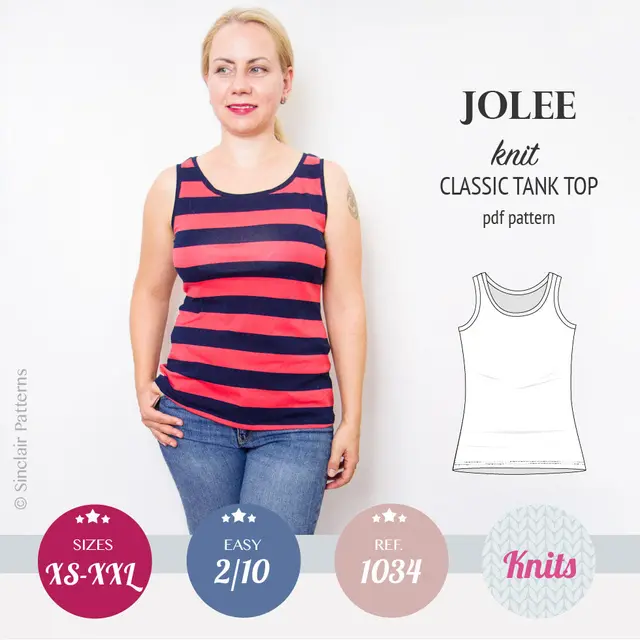 JOLEE
knit
CLASSIC TANK TOP
pdf pattern
© Sinclair Patterns
SIZES
XS-XXL
EASY
2/10
REF.
1034
Knits